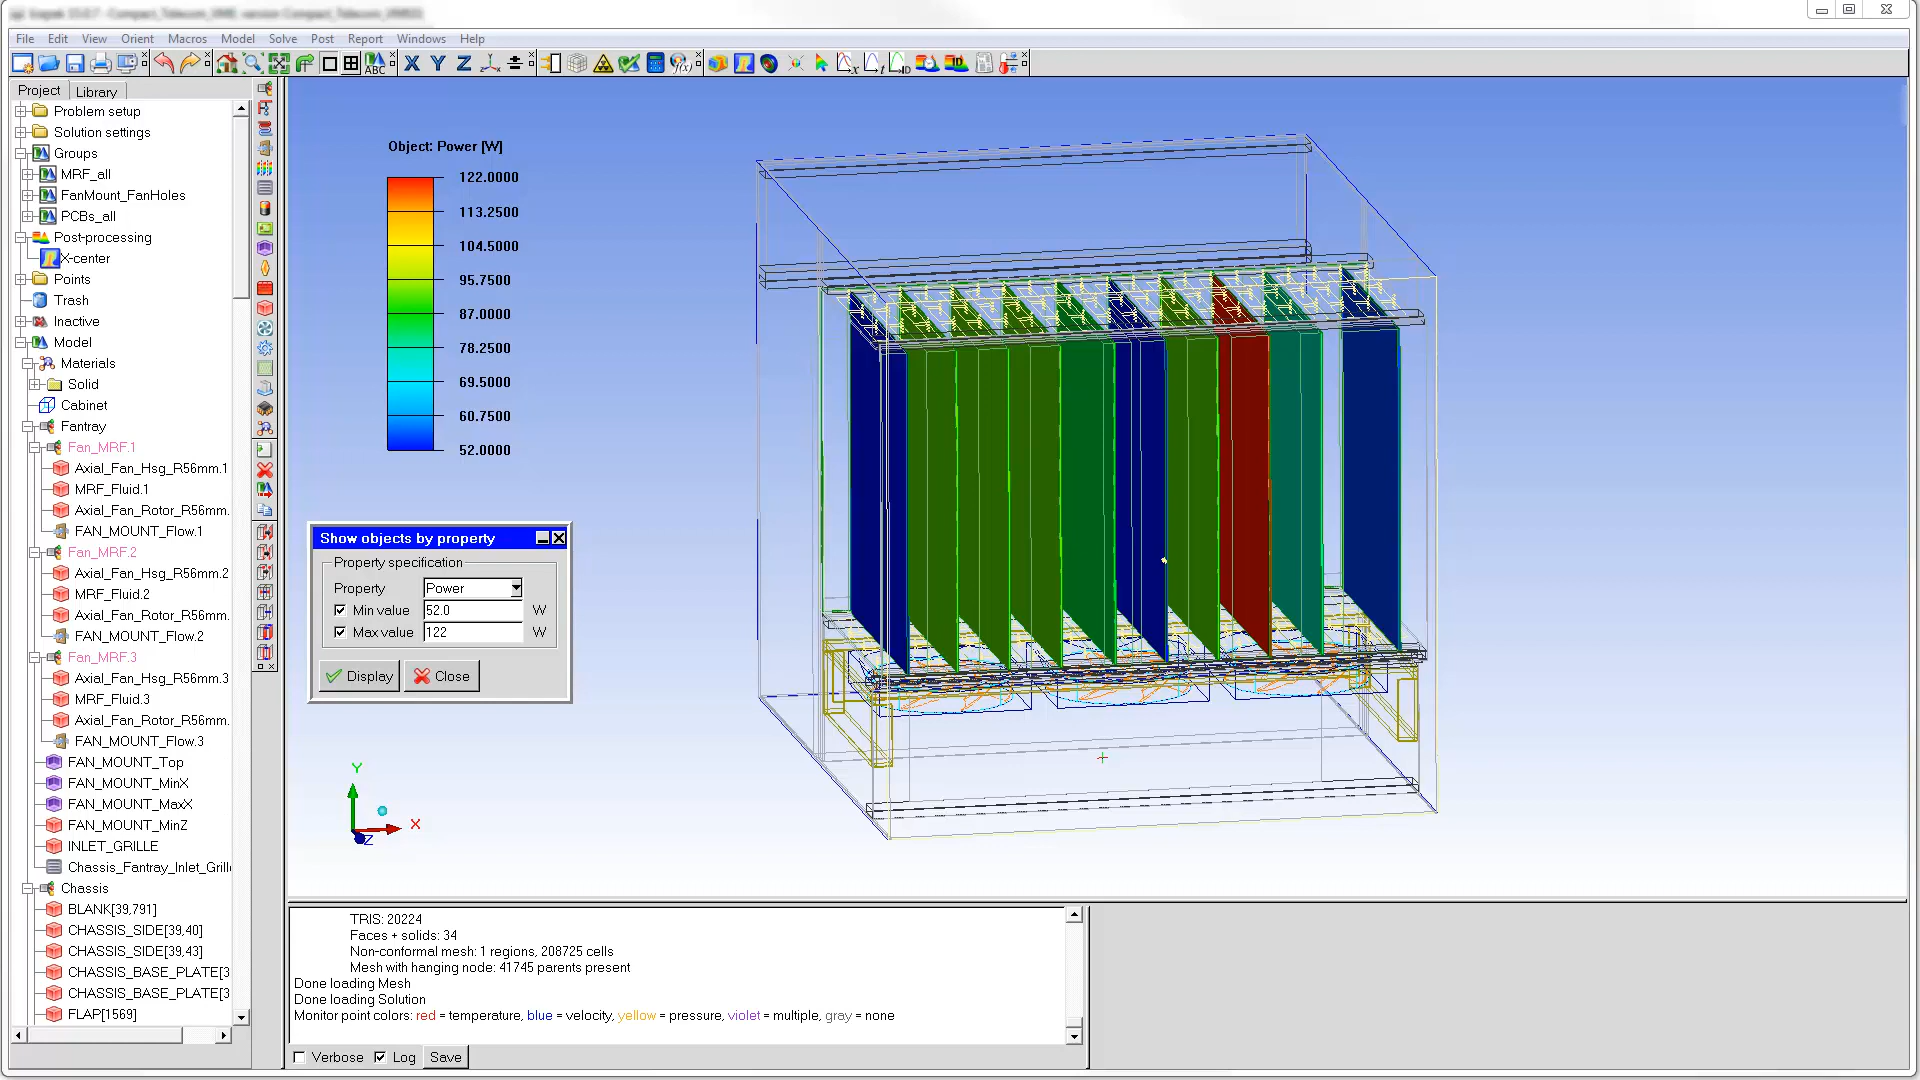 File Edit View Orient Macros Model Solve Post Report Windows Help
ABC X Y Z
Project Library
Problem setup
Solution settings
Groups
MRF_all
FanMount_FanHoles
PCBs_all
Post-processing
X-center
Points
Trash
Inactive
Model
Materials
Solid
Cabinet
Fantray
Fan_MRF.1
Axial_Fan_Hsg_R56mm.1
MRF_Fluid.1
Axial_Fan_Rotor_R56mm.
FAN_MOUNT_Flow.1
Fan_MRF.2
Axial_Fan_Hsg_R56mm.2
MRF_Fluid.2
Axial_Fan_Rotor_R56mm.
FAN_MOUNT_Flow.2
Fan_MRF.3
Axial_Fan_Hsg_R56mm.3
MRF_Fluid.3
Axial_Fan_Rotor_R56mm.
FAN_MOUNT_Flow.3
FAN_MOUNT_Top
FAN_MOUNT_MinX
FAN_MOUNT_MaxX
FAN_MOUNT_MinZ
INLET_GRILLE
Chassis_Fantray_Inlet_Grill
Chassis
BLANK[39,791]
CHASSIS_SIDE[39,40]
CHASSIS_SIDE[39,43]
CHASSIS_BASE_PLATE[3
CHASSIS_BASE_PLATE[3
FLAP[1569]
Object: Power [W]
122.0000
113.2500
104.5000
95.7500
87.0000
78.2500
69.5000
60.7500
52.0000
Show objects by property
Property specification
Property Power
Min value 52.0 W
Max value 122 W
Display Close
Y
X
Z
TRIS: 20224
Faces + solids: 34
Non-conformal mesh: 1 regions, 208725 cells
Mesh with hanging node: 41745 parents present
Done loading Mesh
Done loading Solution
Monitor point colors: red = temperature, blue = velocity, yellow = pressure, violet = multiple, gray = none
Verbose Log Save